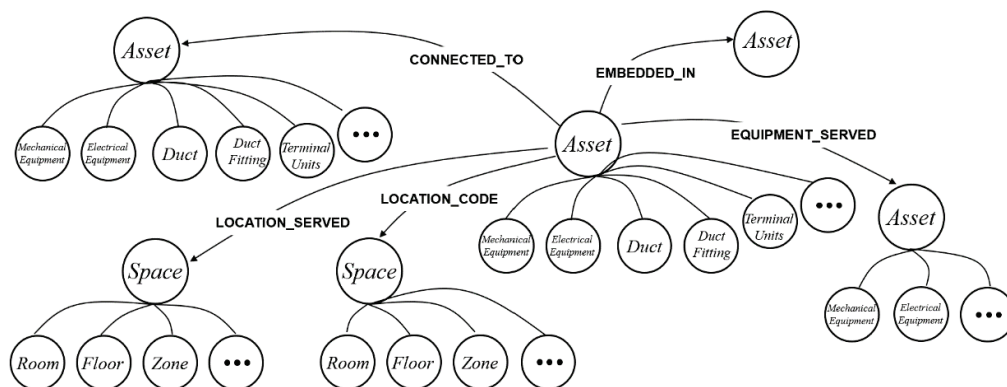 Asset
CONNECTED_TO
EMBEDDED_IN
Asset
Mechanical
Equipment
Electrical
Equipment
Duct
Duct
Fitting
Terminal
Units
•••
Asset
EQUIPMENT_SERVED
LOCATION_SERVED
LOCATION_CODE
Space
Room
Floor
Zone
•••
Space
Room
Floor
Zone
•••
Mechanical
Equipment
Electrical
Equipment
Duct
Duct
Fitting
Terminal
Units
•••
Asset
Mechanical
Equipment
Electrical
Equipment
•••